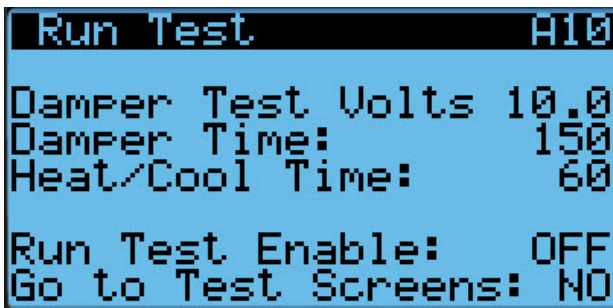 Run Test A10
Damper Test Volts 10.0
Damper Time: 150
Heat/Cool Time: 60
Run Test Enable: OFF
Go to Test Screens: NO